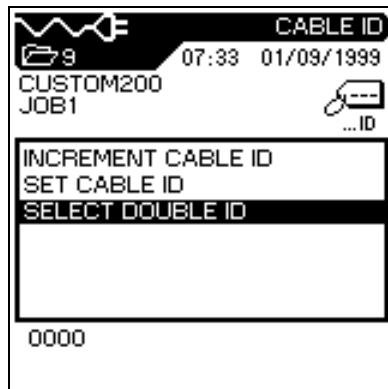 CABLE ID
9 07:33 01/09/1999
CUSTOM200
JOB1
...ID
INCREMENT CABLE ID
SET CABLE ID
SELECT DOUBLE ID
0000